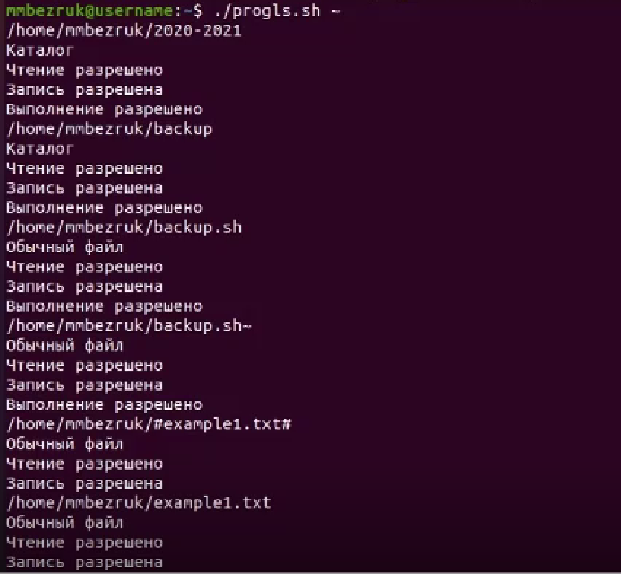 mmbezruk@username:~$ ./progls.sh ~
/home/mmbezruk/2020-2021
Каталог
Чтение разрешено
Запись разрешена
Выполнение разрешено
/home/mmbezruk/backup
Каталог
Чтение разрешено
Запись разрешена
Выполнение разрешено
/home/mmbezruk/backup.sh
Обычный файл
Чтение разрешено
Запись разрешена
Выполнение разрешено
/home/mmbezruk/backup.sh~
Обычный файл
Чтение разрешено
Запись разрешена
Выполнение разрешено
/home/mmbezruk/#example1.txt#
Обычный файл
Чтение разрешено
Запись разрешена
/home/mmbezruk/example1.txt
Обычный файл
Чтение разрешено
Запись разрешена